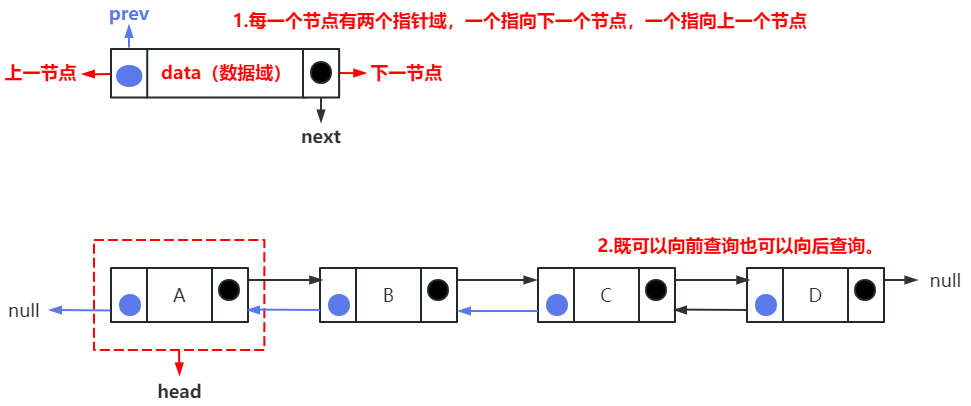 prev
1.每一个节点有两个指针域，一个指向下一个节点，一个指向上一个节点
上一节点
data（数据域）
下一节点
next
2.既可以向前查询也可以向后查询。
null
A
B
C
D
null
head